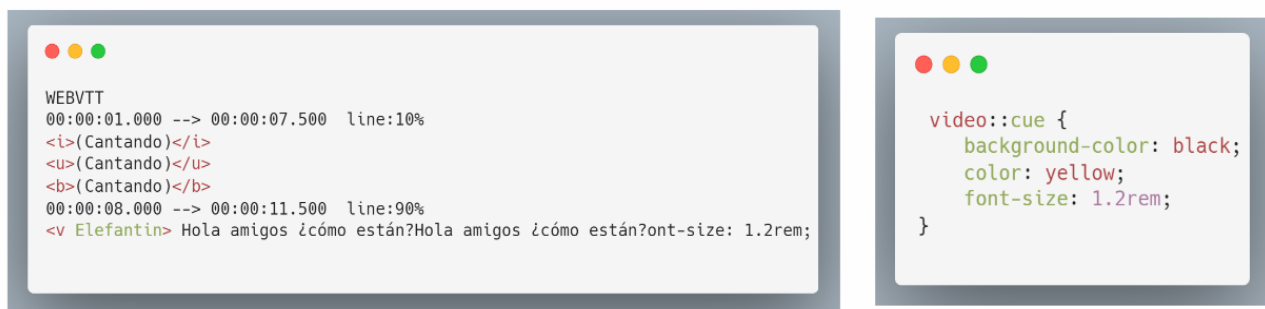 WEBVTT
00:00:01.000 --> 00:00:07.500  line:10%
<i>(Cantando)</i>
<u>(Cantando)</u>
<b>(Cantando)</b>
00:00:08.000 --> 00:00:11.500  line:90%
<v Elefantin> Hola amigos ¿cómo están?Hola amigos ¿cómo están?ont-size: 1.2rem;
video::cue {
background-color: black;
color: yellow;
font-size: 1.2rem;
}